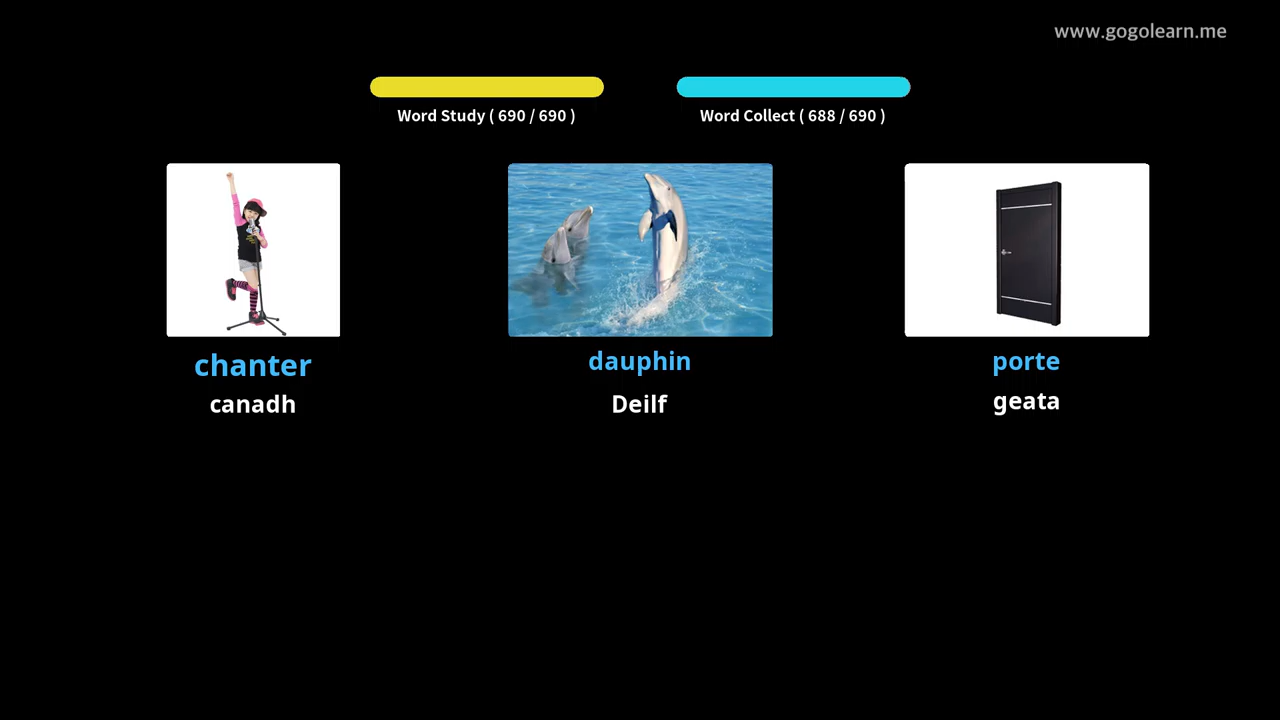 www.gogolearn.me
Word Study ( 690 / 690 )
Word Collect ( 688 / 690 )
chanter
canadh
dauphin
Deilf
porte
geata